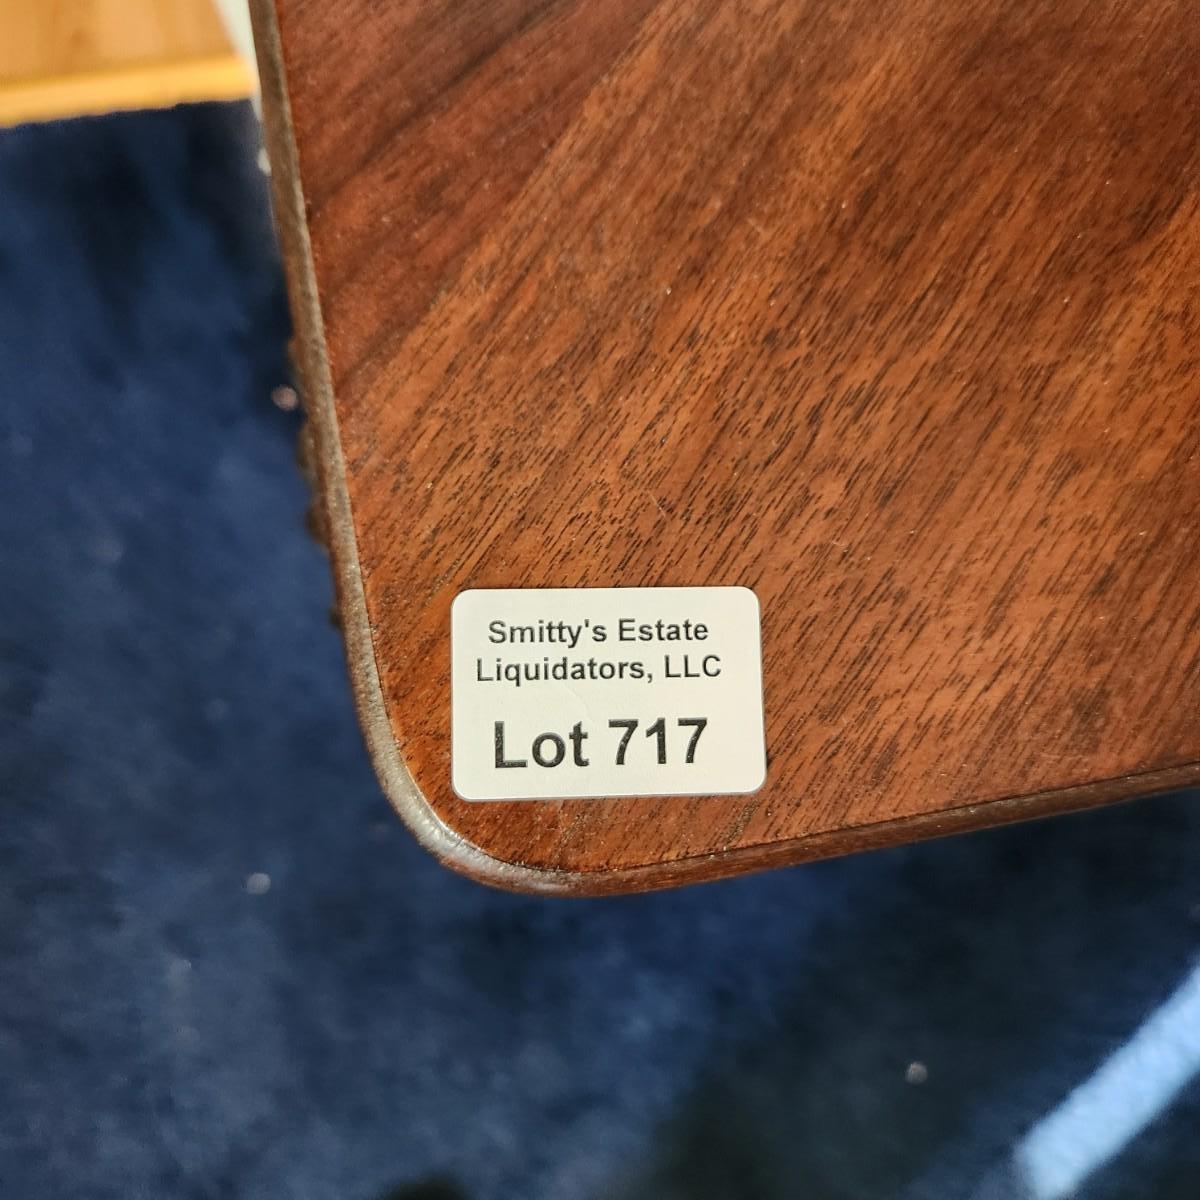 Smitty's Estate
Liquidators, LLC
Lot 717